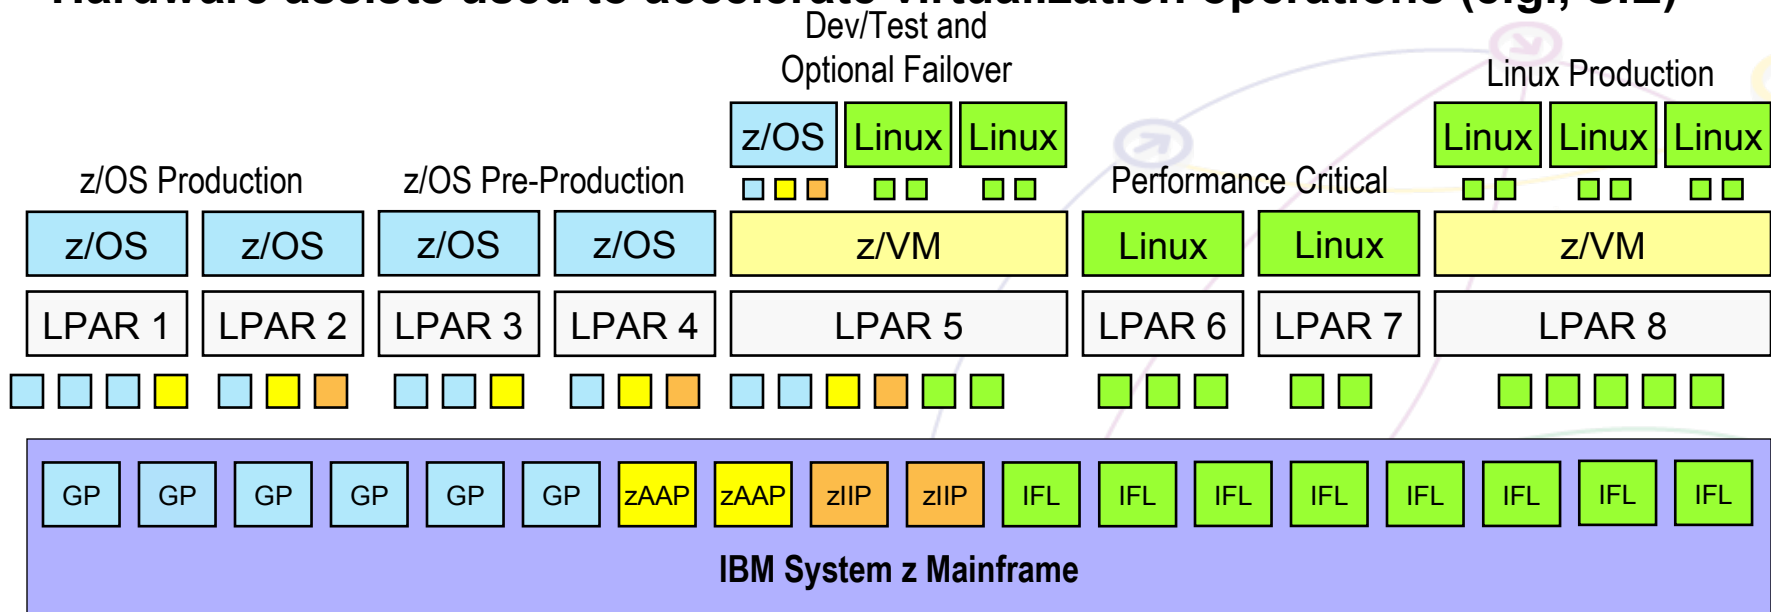 Dev/Test and
Optional Failover
Linux Production
z/OS Linux Linux
Linux Linux Linux
z/OS Production
z/OS Pre-Production
Performance Critical
z/OS z/OS z/OS z/OS z/VM Linux Linux z/VM
LPAR 1 LPAR 2 LPAR 3 LPAR 4 LPAR 5 LPAR 6 LPAR 7 LPAR 8
GP GP GP GP GP GP zAAP zAAP zIIP zIIP IFL IFL IFL IFL IFL IFL IFL IFL
IBM System z Mainframe